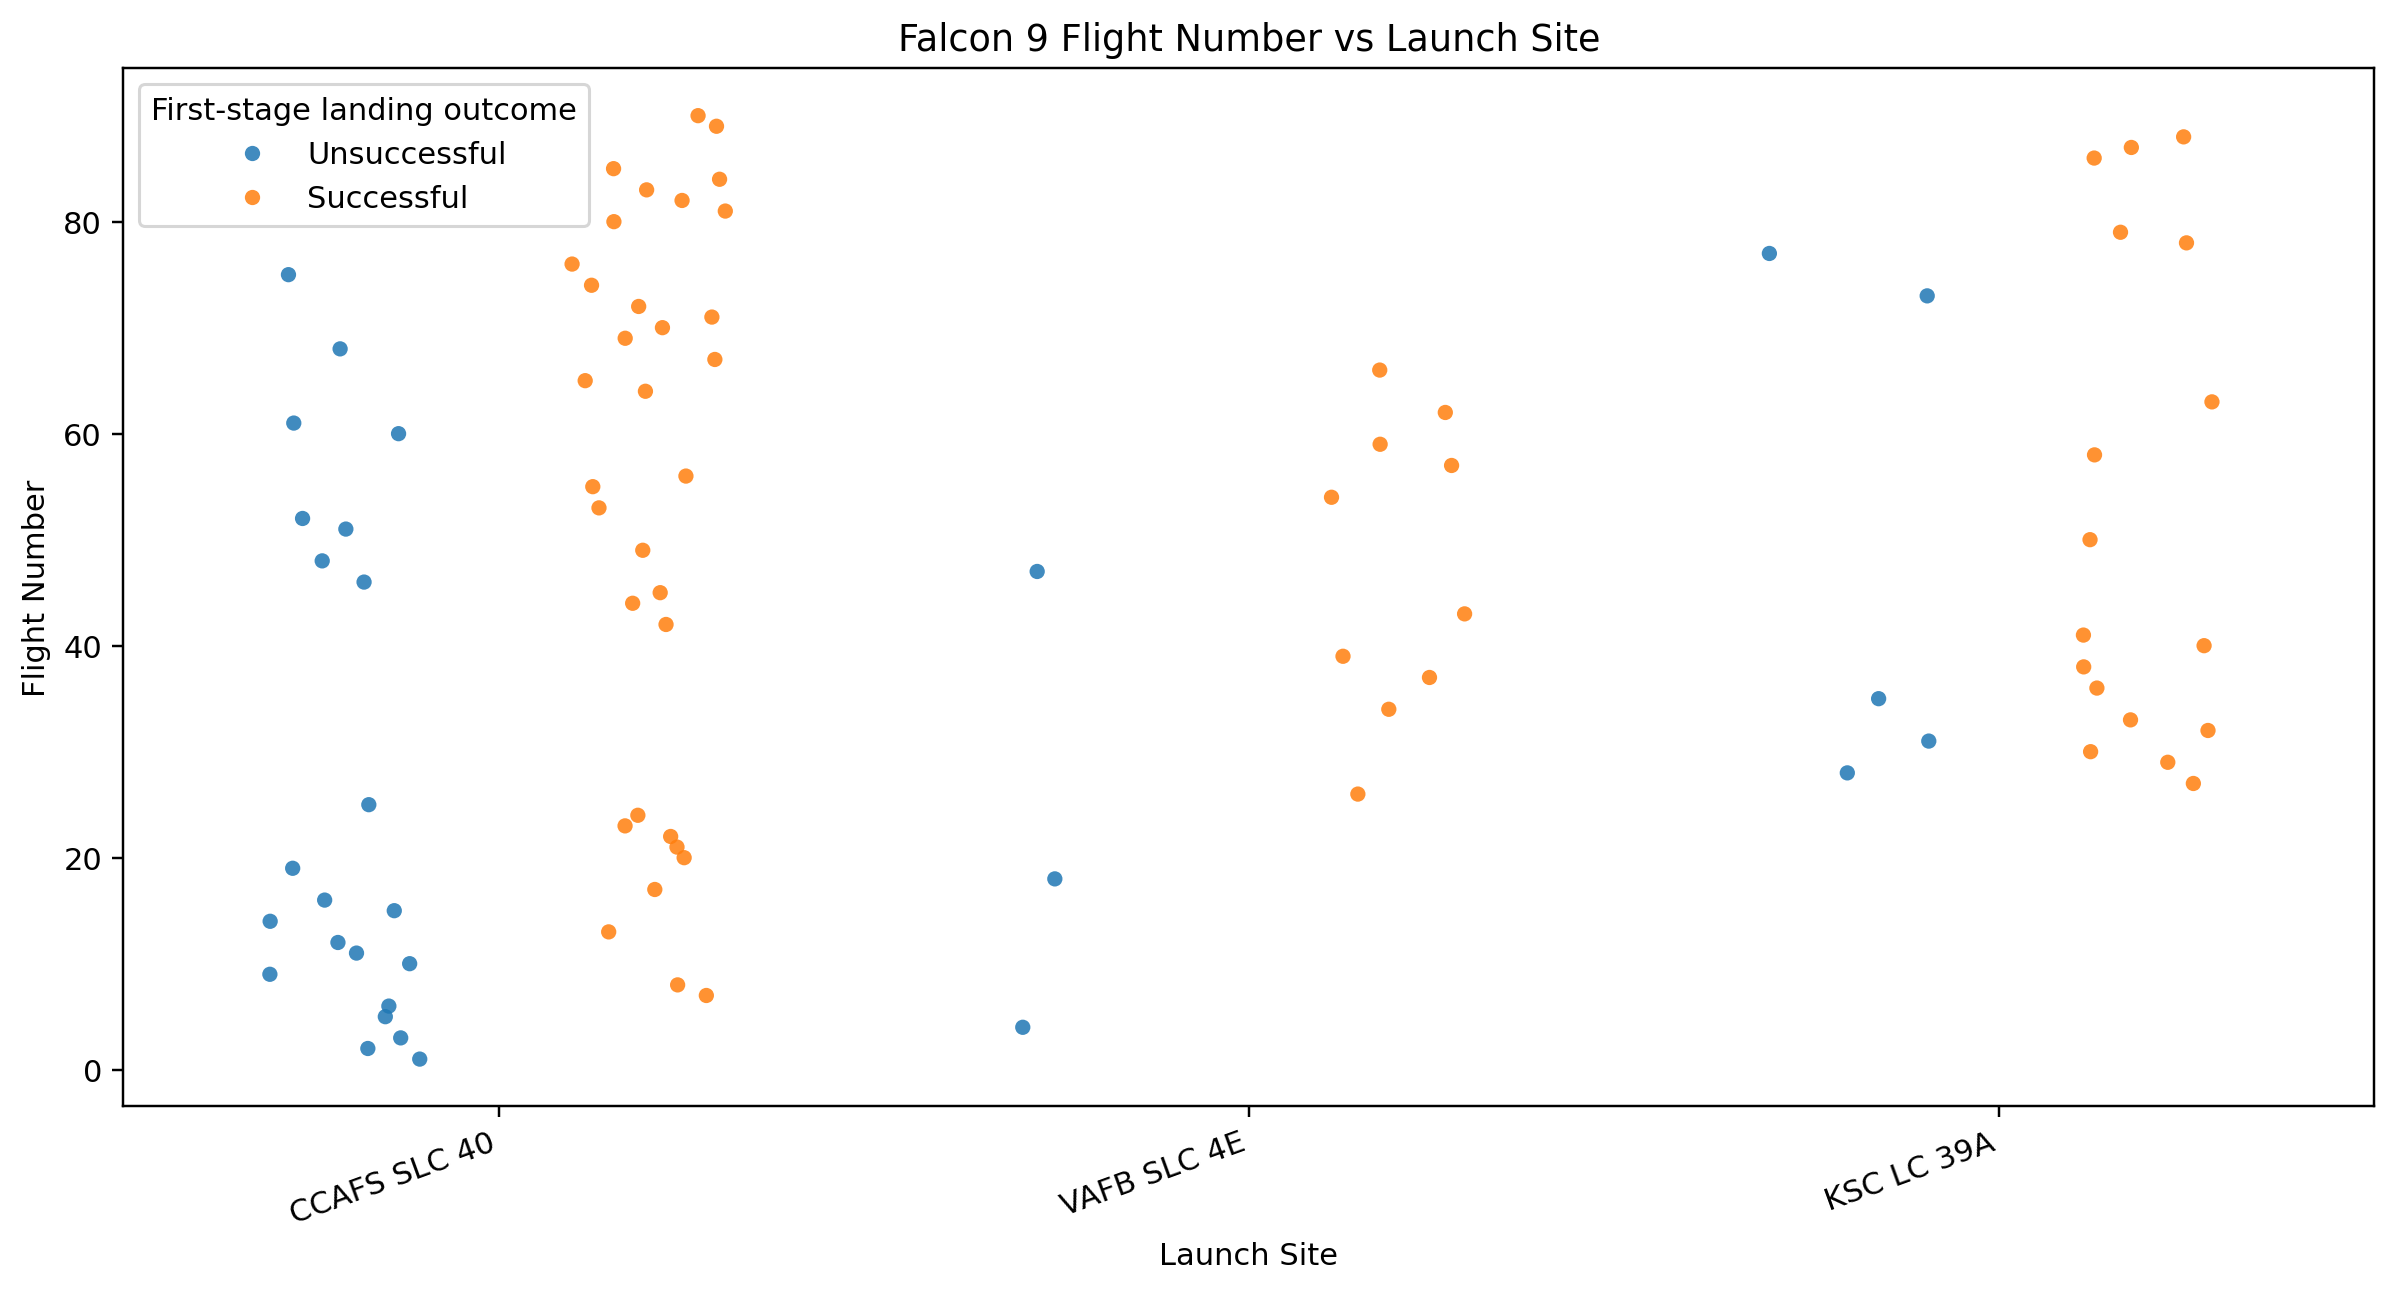 Falcon 9 Flight Number vs Launch Site
First-stage landing outcome
Unsuccessful
Successful
80
60
40
20
0
Flight Number
CCAFS SLC 40
VAFB SLC 4E
KSC LC 39A
Launch Site